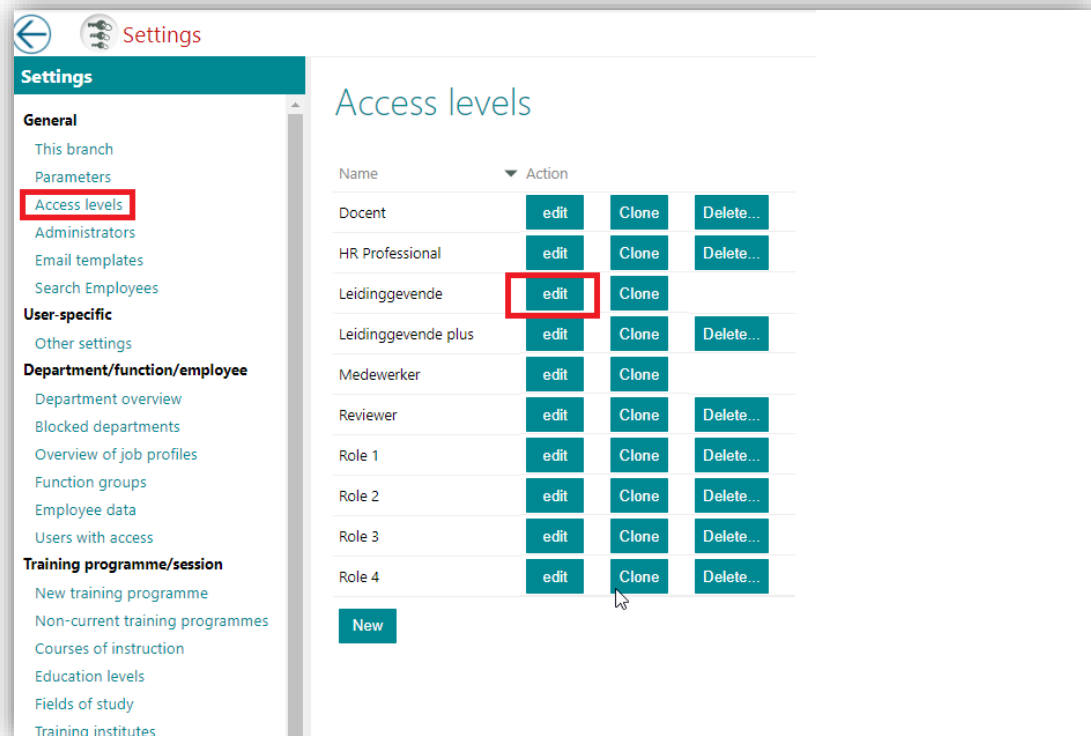 Settings
Settings
General
This branch
Parameters
Access levels
Administrators
Email templates
Search Employees
User-specific
Other settings
Department/function/employee
Department overview
Blocked departments
Overview of job profiles
Function groups
Employee data
Users with access
Training programme/session
New training programme
Non-current training programmes
Courses of instruction
Education levels
Fields of study
Training institutes
Access levels
Name Action
Docent edit Clone Delete...
HR Professional edit Clone Delete...
Leidinggevende edit Clone
Leidinggevende plus edit Clone Delete...
Medewerker edit Clone
Reviewer edit Clone Delete...
Role 1 edit Clone Delete...
Role 2 edit Clone Delete...
Role 3 edit Clone Delete...
Role 4 edit Clone Delete...
New